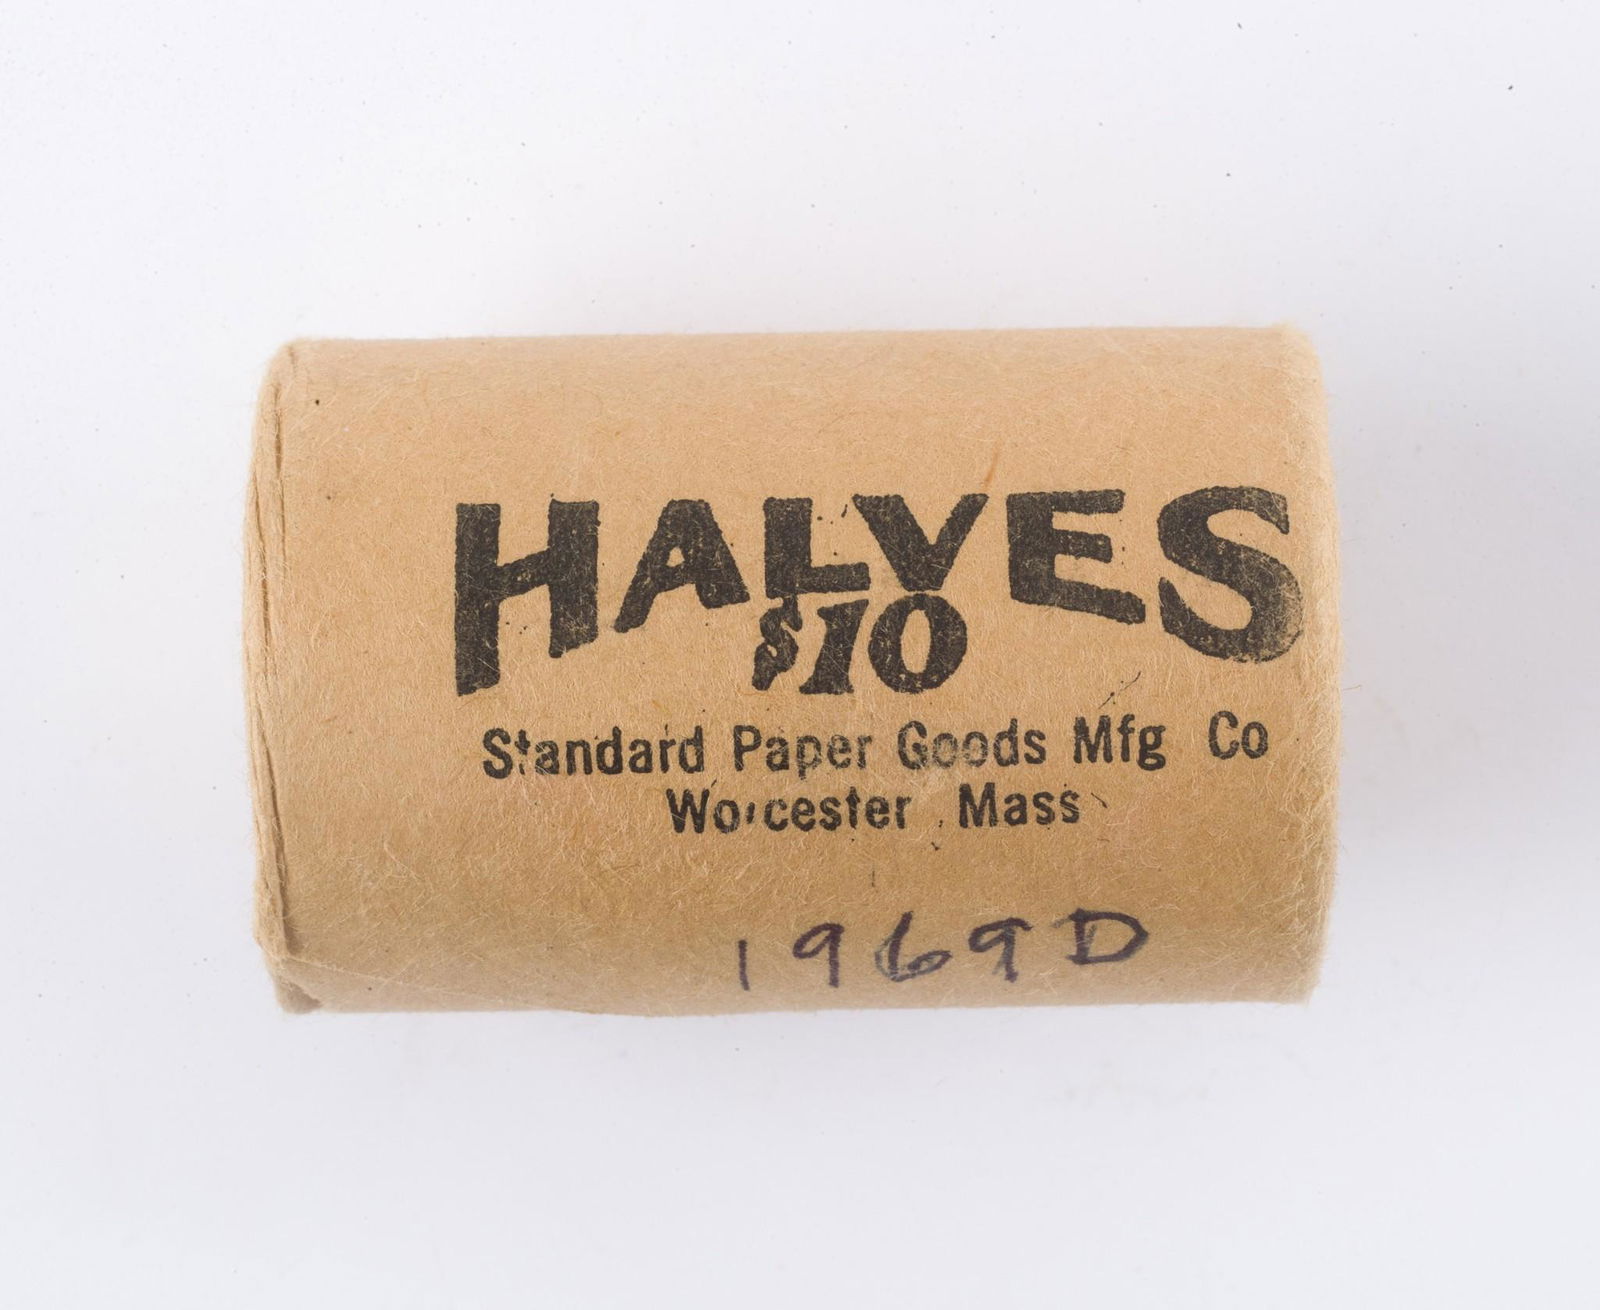 HALVES
$10
Standard Paper Goods Mfg Co
Worcester, Mass
1969D